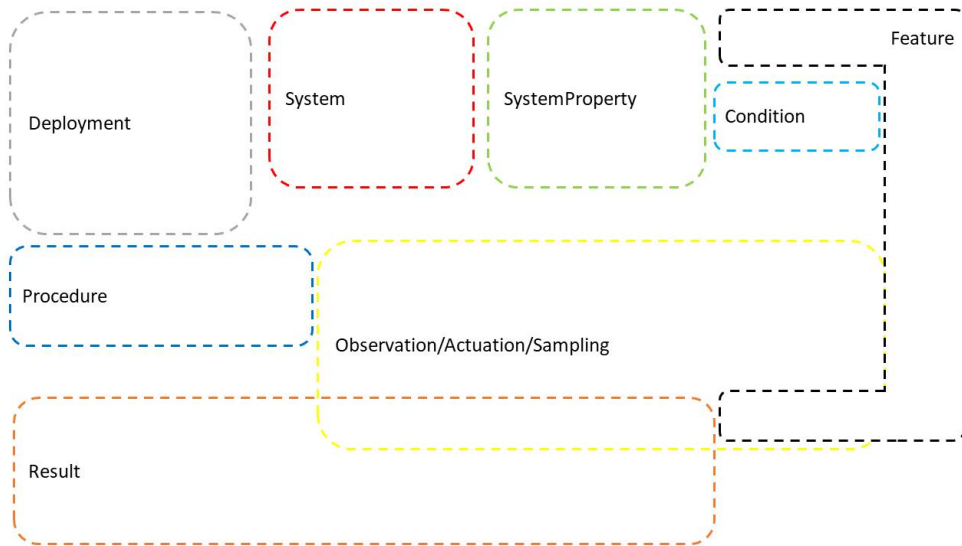 Feature
System
SystemProperty
Condition
Deployment
Procedure
Observation/Actuation/Sampling
Result